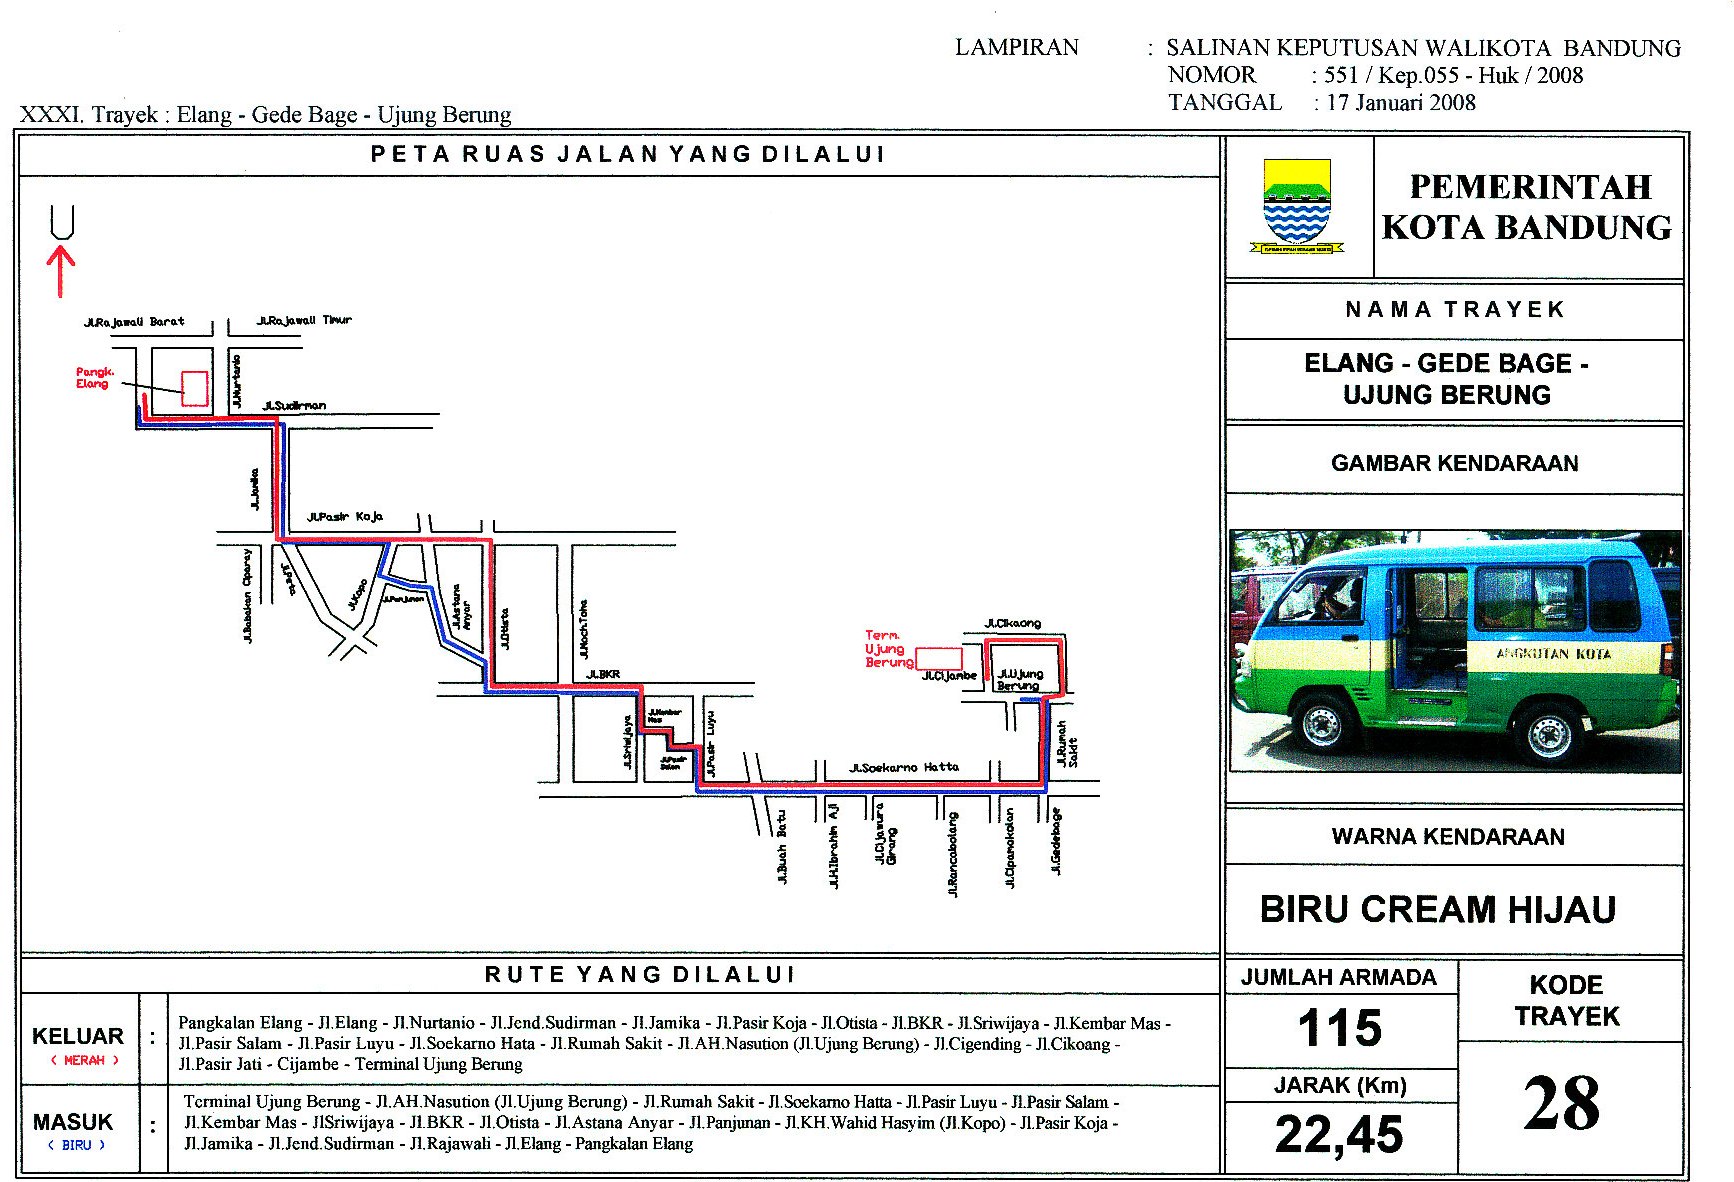 LAMPIRAN : SALINAN KEPUTUSAN WALIKOTA BANDUNG
NOMOR : 551 / Kep.055 - Huk / 2008
TANGGAL : 17 Januari 2008
XXXI. Trayek : Elang - Gede Bage - Ujung Berung
PETA RUAS JALAN YANG DILALUI
U
Jl.Rajawali Barat
Jl.Rajawali Timur
Pangk.
Elang
Jl.Nurtanio
Jl.Sudirman
Jl.Jamika
Jl.Pasir Koja
Jl.Babakan Ciparay
Jl.Kopo
Jl.Panjunan
Jl.Astana
Anyar
Jl.Otista
Jl.Moch.Toha
Jl.BKR
Jl.Sriwijaya
Jl.Kembar
Mas
Jl.Pasir
Salam
Jl.Pasir Luyu
Jl.Soekarno Hatta
Jl.Buah Batu
Jl.H.Ibrahin Aji
Jl.Cijawura
Girang
Jl.Rancabolang
Jl.Cipamokolan
Jl.Gedebage
Jl.Rumah
Sakit
Term.
Ujung
Berung
Jl.Cijambe
Jl.Ujung
Berung
Jl.Cikaong
PEMERINTAH
KOTA BANDUNG
NAMA TRAYEK
ELANG - GEDE BAGE -
UJUNG BERUNG
GAMBAR KENDARAAN
ANGKUTAN KOTA
WARNA KENDARAAN
BIRU CREAM HIJAU
JUMLAH ARMADA
115
JARAK (Km)
22,45
KODE
TRAYEK
28
RUTE YANG DILALUI
KELUAR
( MERAH )
:
Pangkalan Elang - Jl.Elang - Jl.Nurtanio - Jl.Jend.Sudirman - Jl.Jamika - Jl.Pasir Koja - Jl.Otista - Jl.BKR - Jl.Sriwijaya - Jl.Kembar Mas -
Jl.Pasir Salam - Jl.Pasir Luyu - Jl.Soekarno Hata - Jl.Rumah Sakit - Jl.AH.Nasution (Jl.Ujung Berung) - Jl.Cigending - Jl.Cikoang -
Jl.Pasir Jati - Cijambe - Terminal Ujung Berung
MASUK
( BIRU )
:
Terminal Ujung Berung - Jl.AH.Nasution (Jl.Ujung Berung) - Jl.Rumah Sakit - Jl.Soekarno Hatta - Jl.Pasir Luyu - Jl.Pasir Salam -
Jl.Kembar Mas - JlSriwijaya - Jl.BKR - Jl.Otista - Jl.Astana Anyar - Jl.Panjunan - Jl.KH.Wahid Hasyim (Jl.Kopo) - Jl.Pasir Koja -
Jl.Jamika - Jl.Jend.Sudirman - Jl.Rajawali - Jl.Elang - Pangkalan Elang